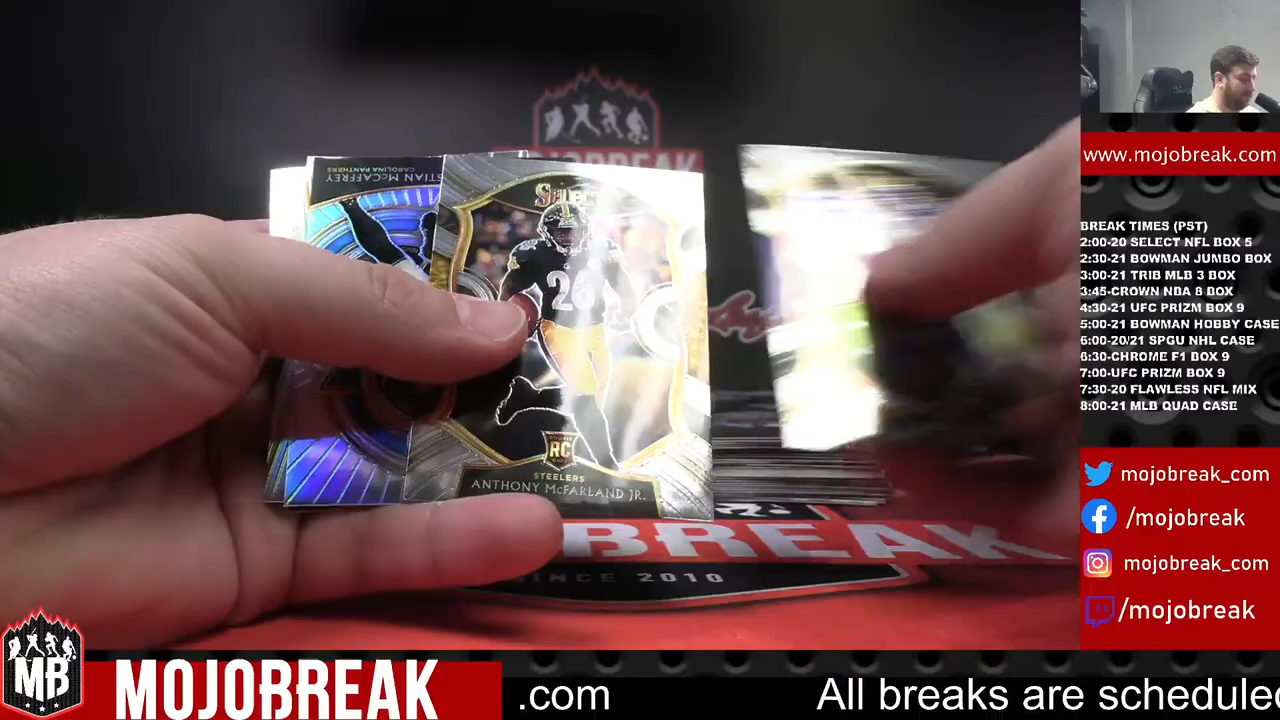 MOJOBREAK
STIAN MCCAFFREY
CAROLINA PANTHERS
SELECT
26
RC
STEELERS
ANTHONY MCFARLAND JR.
BREAK
SINCE 2010
www.mojobreak.com
BREAK TIMES (PST)
2:00-20 SELECT NFL BOX 5
2:30-21 BOWMAN JUMBO BOX
3:00-21 TRIB MLB 3 BOX
3:45-CROWN NBA 8 BOX
4:30-21 UFC PRIZM BOX 9
5:00-21 BOWMAN HOBBY CASE
6:00-20/21 SPGU NHL CASE
6:30-CHROME F1 BOX 9
7:00-UFC PRIZM BOX 9
7:30-20 FLAWLESS NFL MIX
8:00-21 MLB QUAD CASE
mojobreak_com
/mojobreak
mojobreak_com
/mojobreak
MB
MOJOBREAK
.com
All breaks are scheduled